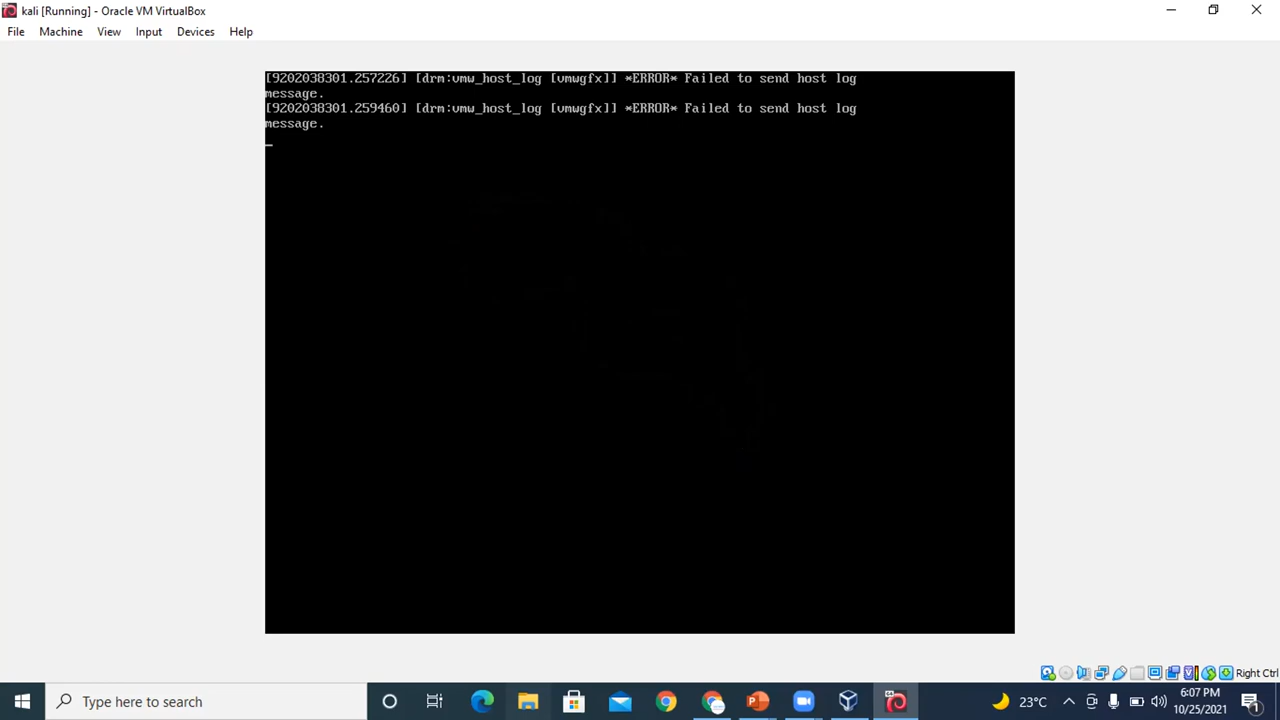 kali [Running] - Oracle VM VirtualBox
File Machine View Input Devices Help
[9202038301.257226] [drm:vmw_host_log [vmwgfx]] *ERROR* Failed to send host log
message.
[9202038301.259460] [drm:vmw_host_log [vmwgfx]] *ERROR* Failed to send host log
message.
Right Ctrl
Type here to search
23°C
6:07 PM
10/25/2021
1